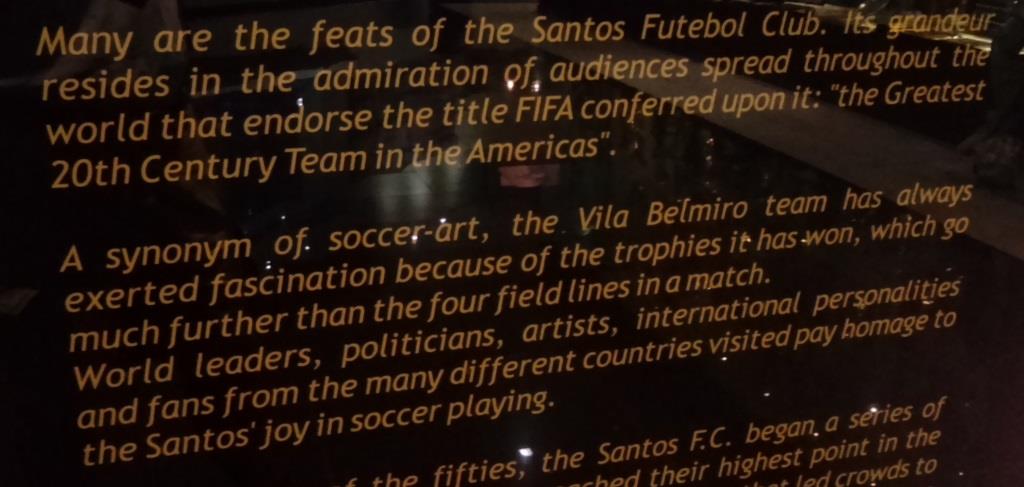 Many are the feats of the Santos Futebol Club. Its grandeur
resides in the admiration of audiences spread throughout the
world that endorse the title FIFA conferred upon it: "the Greatest
20th Century Team in the Americas".
A synonym of soccer-art, the Vila Belmiro team has always
exerted fascination because of the trophies it has won, which go
much further than the four field lines in a match.
World leaders, politicians, artists, international personalities
and fans from the many different countries visited pay homage to
the Santos' joy in soccer playing.
of the fifties, the Santos F.C. began a series of
their highest point in the
led crowds to